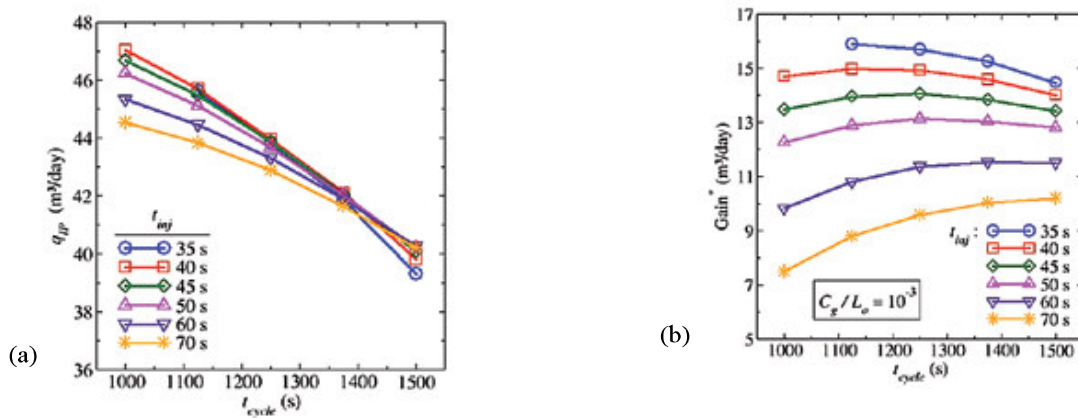 48
46
44
42
40
38
36
q_IP (m³/day)
t_inj
35 s
40 s
45 s
50 s
60 s
70 s
1000 1100 1200 1300 1400 1500
t_cycle (s)
(a)
17
15
13
11
9
7
5
Gain* (m³/day)
t_inj :
35 s
40 s
45 s
50 s
60 s
70 s
C_g / L_o = 10⁻³
1000 1100 1200 1300 1400 1500
t_cycle (s)
(b)